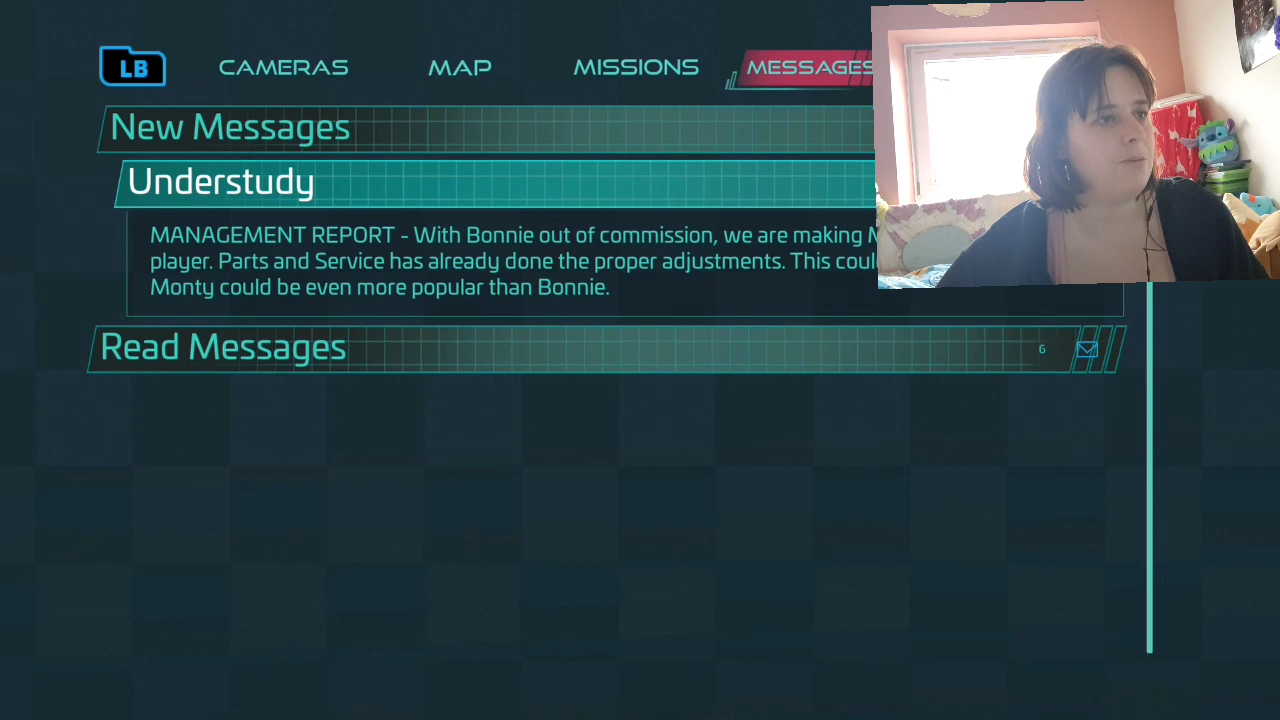 LB CAMERAS MAP MISSIONS MESSAGES
New Messages
Understudy
MANAGEMENT REPORT - With Bonnie out of commission, we are making
player. Parts and Service has already done the proper adjustments. This
Monty could be even more popular than Bonnie.
Read Messages 6